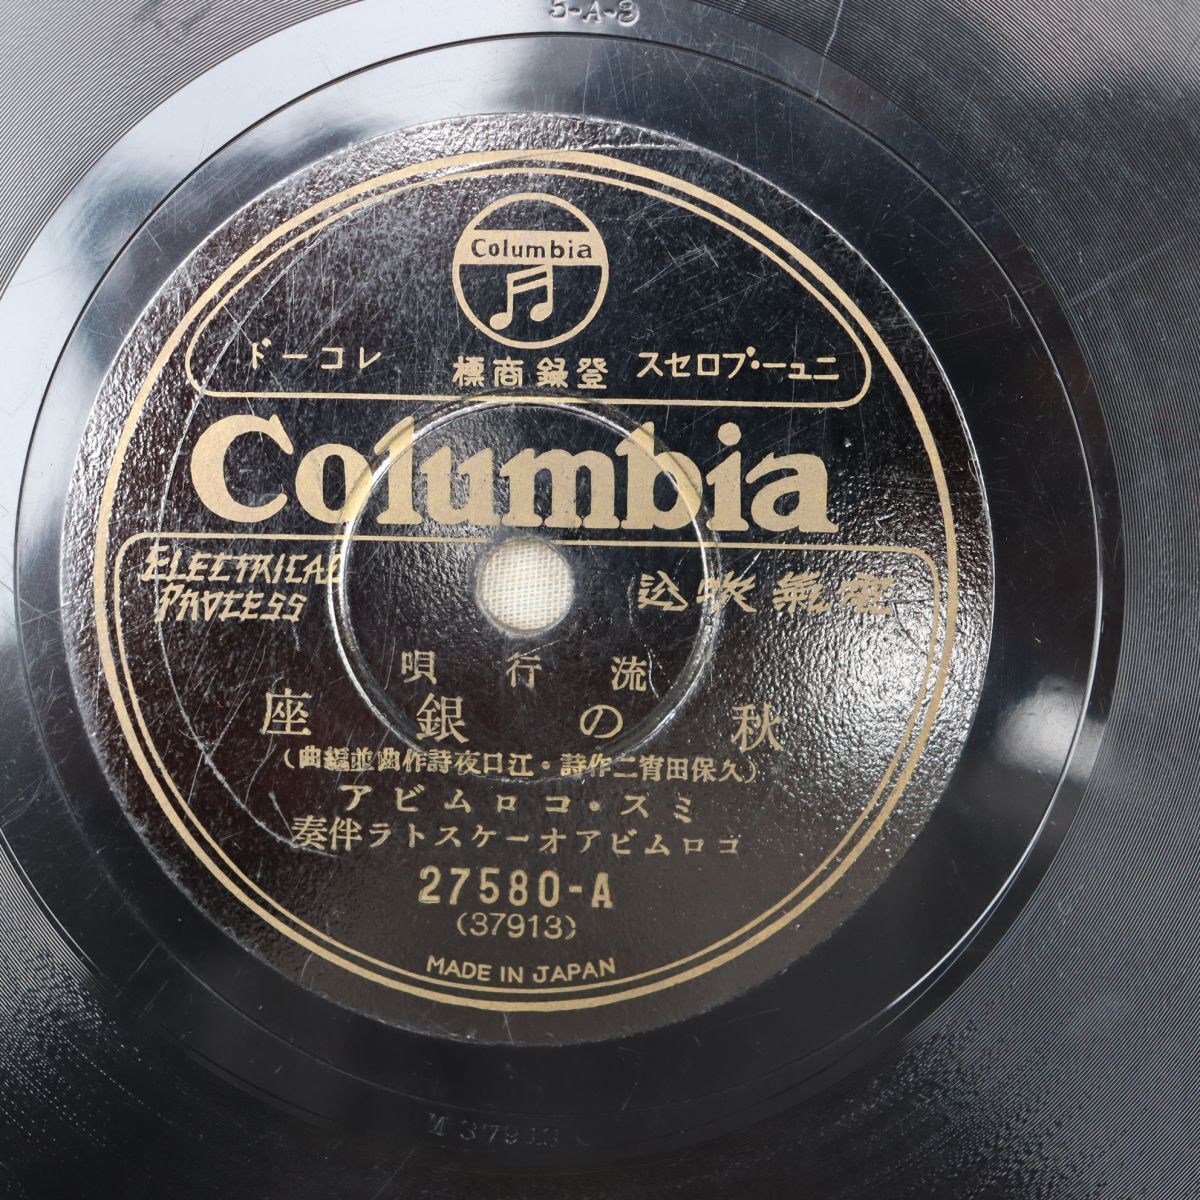 Columbia
ニュー・プロセス 登録商標 レコード
Columbia
ELECTRICAL
PROCESS
電氣吹込
流行唄
秋の銀座
(久保田宵二作詩・江口夜詩作曲並編曲)
ミス・コロムビア
コロムビアオーケストラ伴奏
27580-A
(37913)
MADE IN JAPAN
M 37913